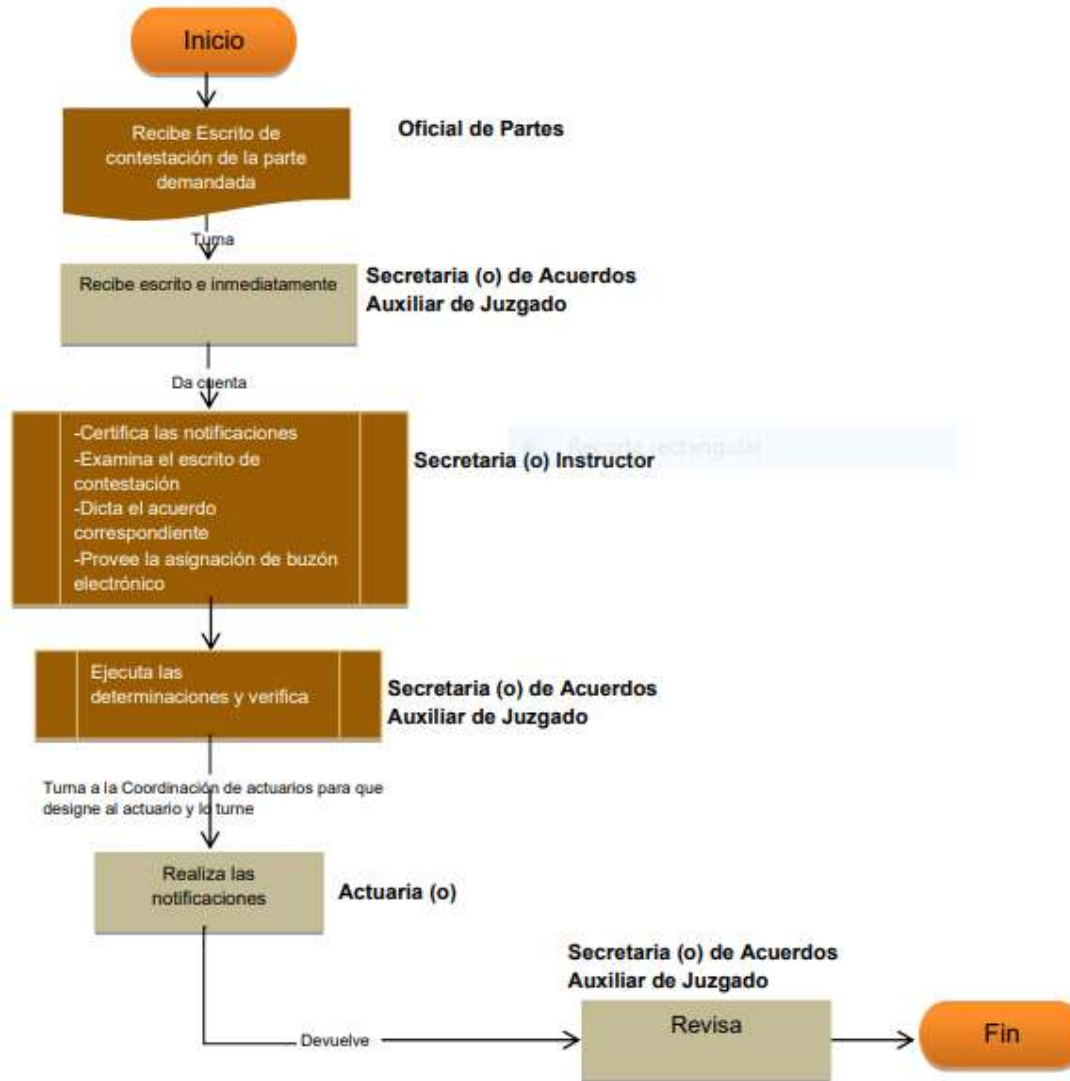 Inicio
Recibe Escrito de
contestación de la parte
demandada
Oficial de Partes
Turna
Recibe escrito e inmediatamente
Secretaria (o) de Acuerdos
Auxiliar de Juzgado
Da cuenta
-Certifica las notificaciones
-Examina el escrito de
contestación
-Dicta el acuerdo
correspondiente
-Provee la asignación de buzón
electrónico
Secretaria (o) Instructor
Recorte rectangular
Ejecuta las
determinaciones y verifica
Secretaria (o) de Acuerdos
Auxiliar de Juzgado
Turna a la Coordinación de actuarios para que
designe al actuario y lo turne
Realiza las
notificaciones
Actuaria (o)
Secretaria (o) de Acuerdos
Auxiliar de Juzgado
Devuelve
Revisa
Fin